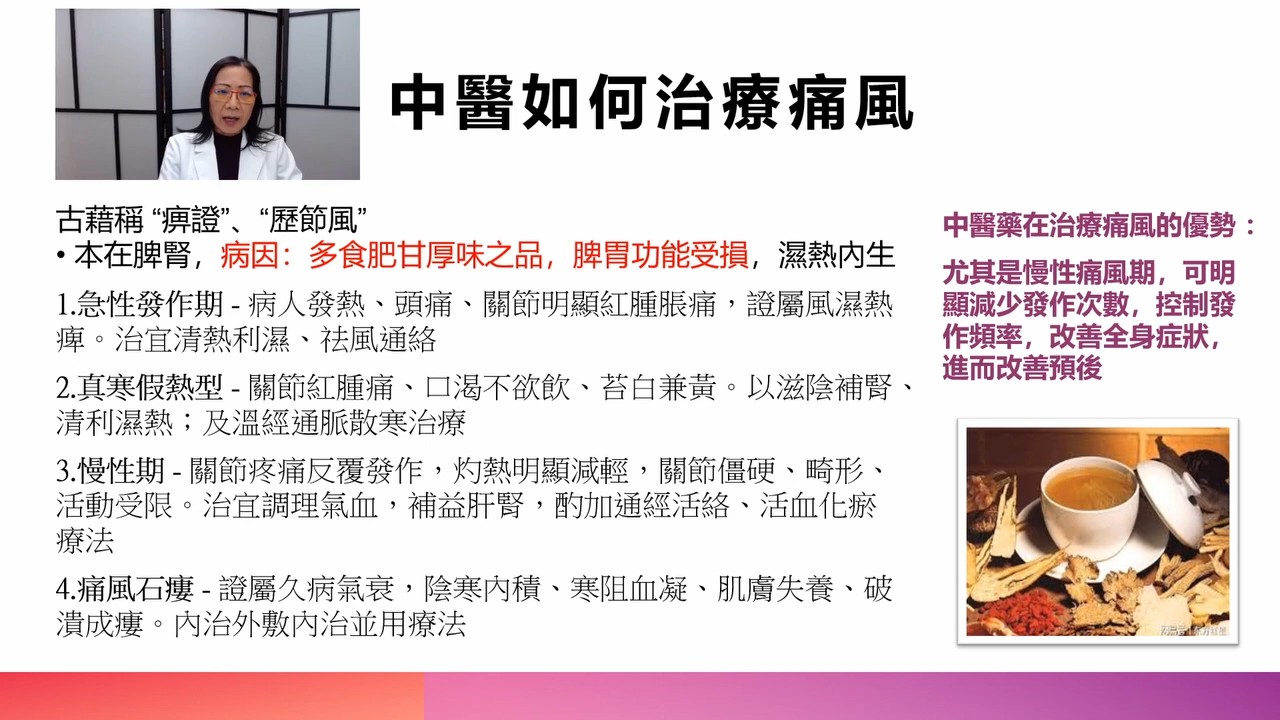 中醫如何治療痛風
古藉稱 “痹證”、“歷節風”
• 本在脾腎，病因：多食肥甘厚味之品，脾胃功能受損，濕熱內生
1.急性發作期 - 病人發熱、頭痛、關節明顯紅腫脹痛，證屬風濕熱
痺。治宜清熱利濕、祛風通絡
2.真寒假熱型 - 關節紅腫痛、口渴不欲飲、苔白兼黃。以滋陰補腎、
清利濕熱；及溫經通脈散寒治療
3.慢性期 - 關節疼痛反覆發作，灼熱明顯減輕，關節僵硬、畸形、
活動受限。治宜調理氣血，補益肝腎，酌加通經活絡、活血化瘀
療法
4.痛風石瘻 - 證屬久病氣衰，陰寒內積、寒阻血凝、肌膚失養、破
潰成瘻。內治外敷內治並用療法
中醫藥在治療痛風的優勢：
尤其是慢性痛風期，可明
顯減少發作次數，控制發
作頻率，改善全身症狀，
進而改善預後